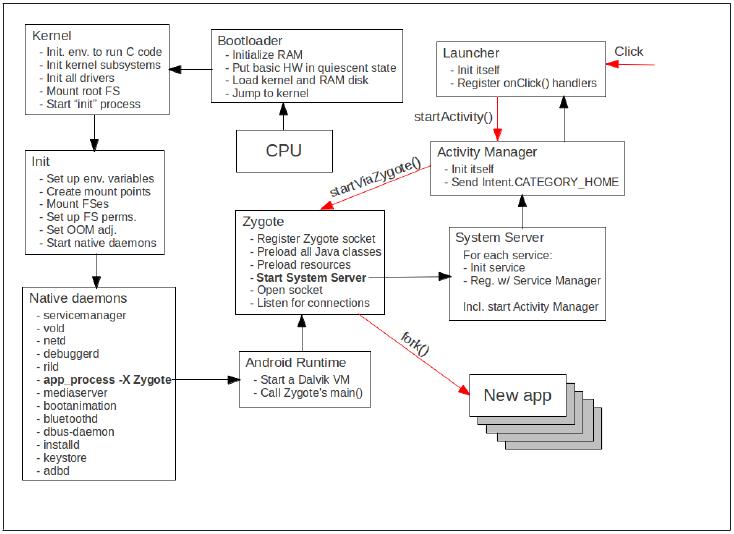 Kernel
- Init. env. to run C code
- Init kernel subsystems
- Init all drivers
- Mount root FS
- Start “init” process
Bootloader
- Initialize RAM
- Put basic HW in quiescent state
- Load kernel and RAM disk
- Jump to kernel
CPU
Launcher
- Init itself
- Register onClick() handlers
Click
startActivity()
Activity Manager
- Init itself
- Send Intent.CATEGORY_HOME
startViaZygote()
Init
- Set up env. variables
- Create mount points
- Mount FSes
- Set up FS perms.
- Set OOM adj.
- Start native daemons
Zygote
- Register Zygote socket
- Preload all Java classes
- Preload resources
- Start System Server
- Open socket
- Listen for connections
System Server
For each service:
- Init service
- Reg. w/ Service Manager
Incl. start Activity Manager
Native daemons
- servicemanager
- vold
- netd
- debuggerd
- rild
- app_process -X Zygote
- mediaserver
- bootanimation
- bluetoothd
- dbus-daemon
- installd
- keystore
- adbd
Android Runtime
- Start a Dalvik VM
- Call Zygote's main()
fork()
New app